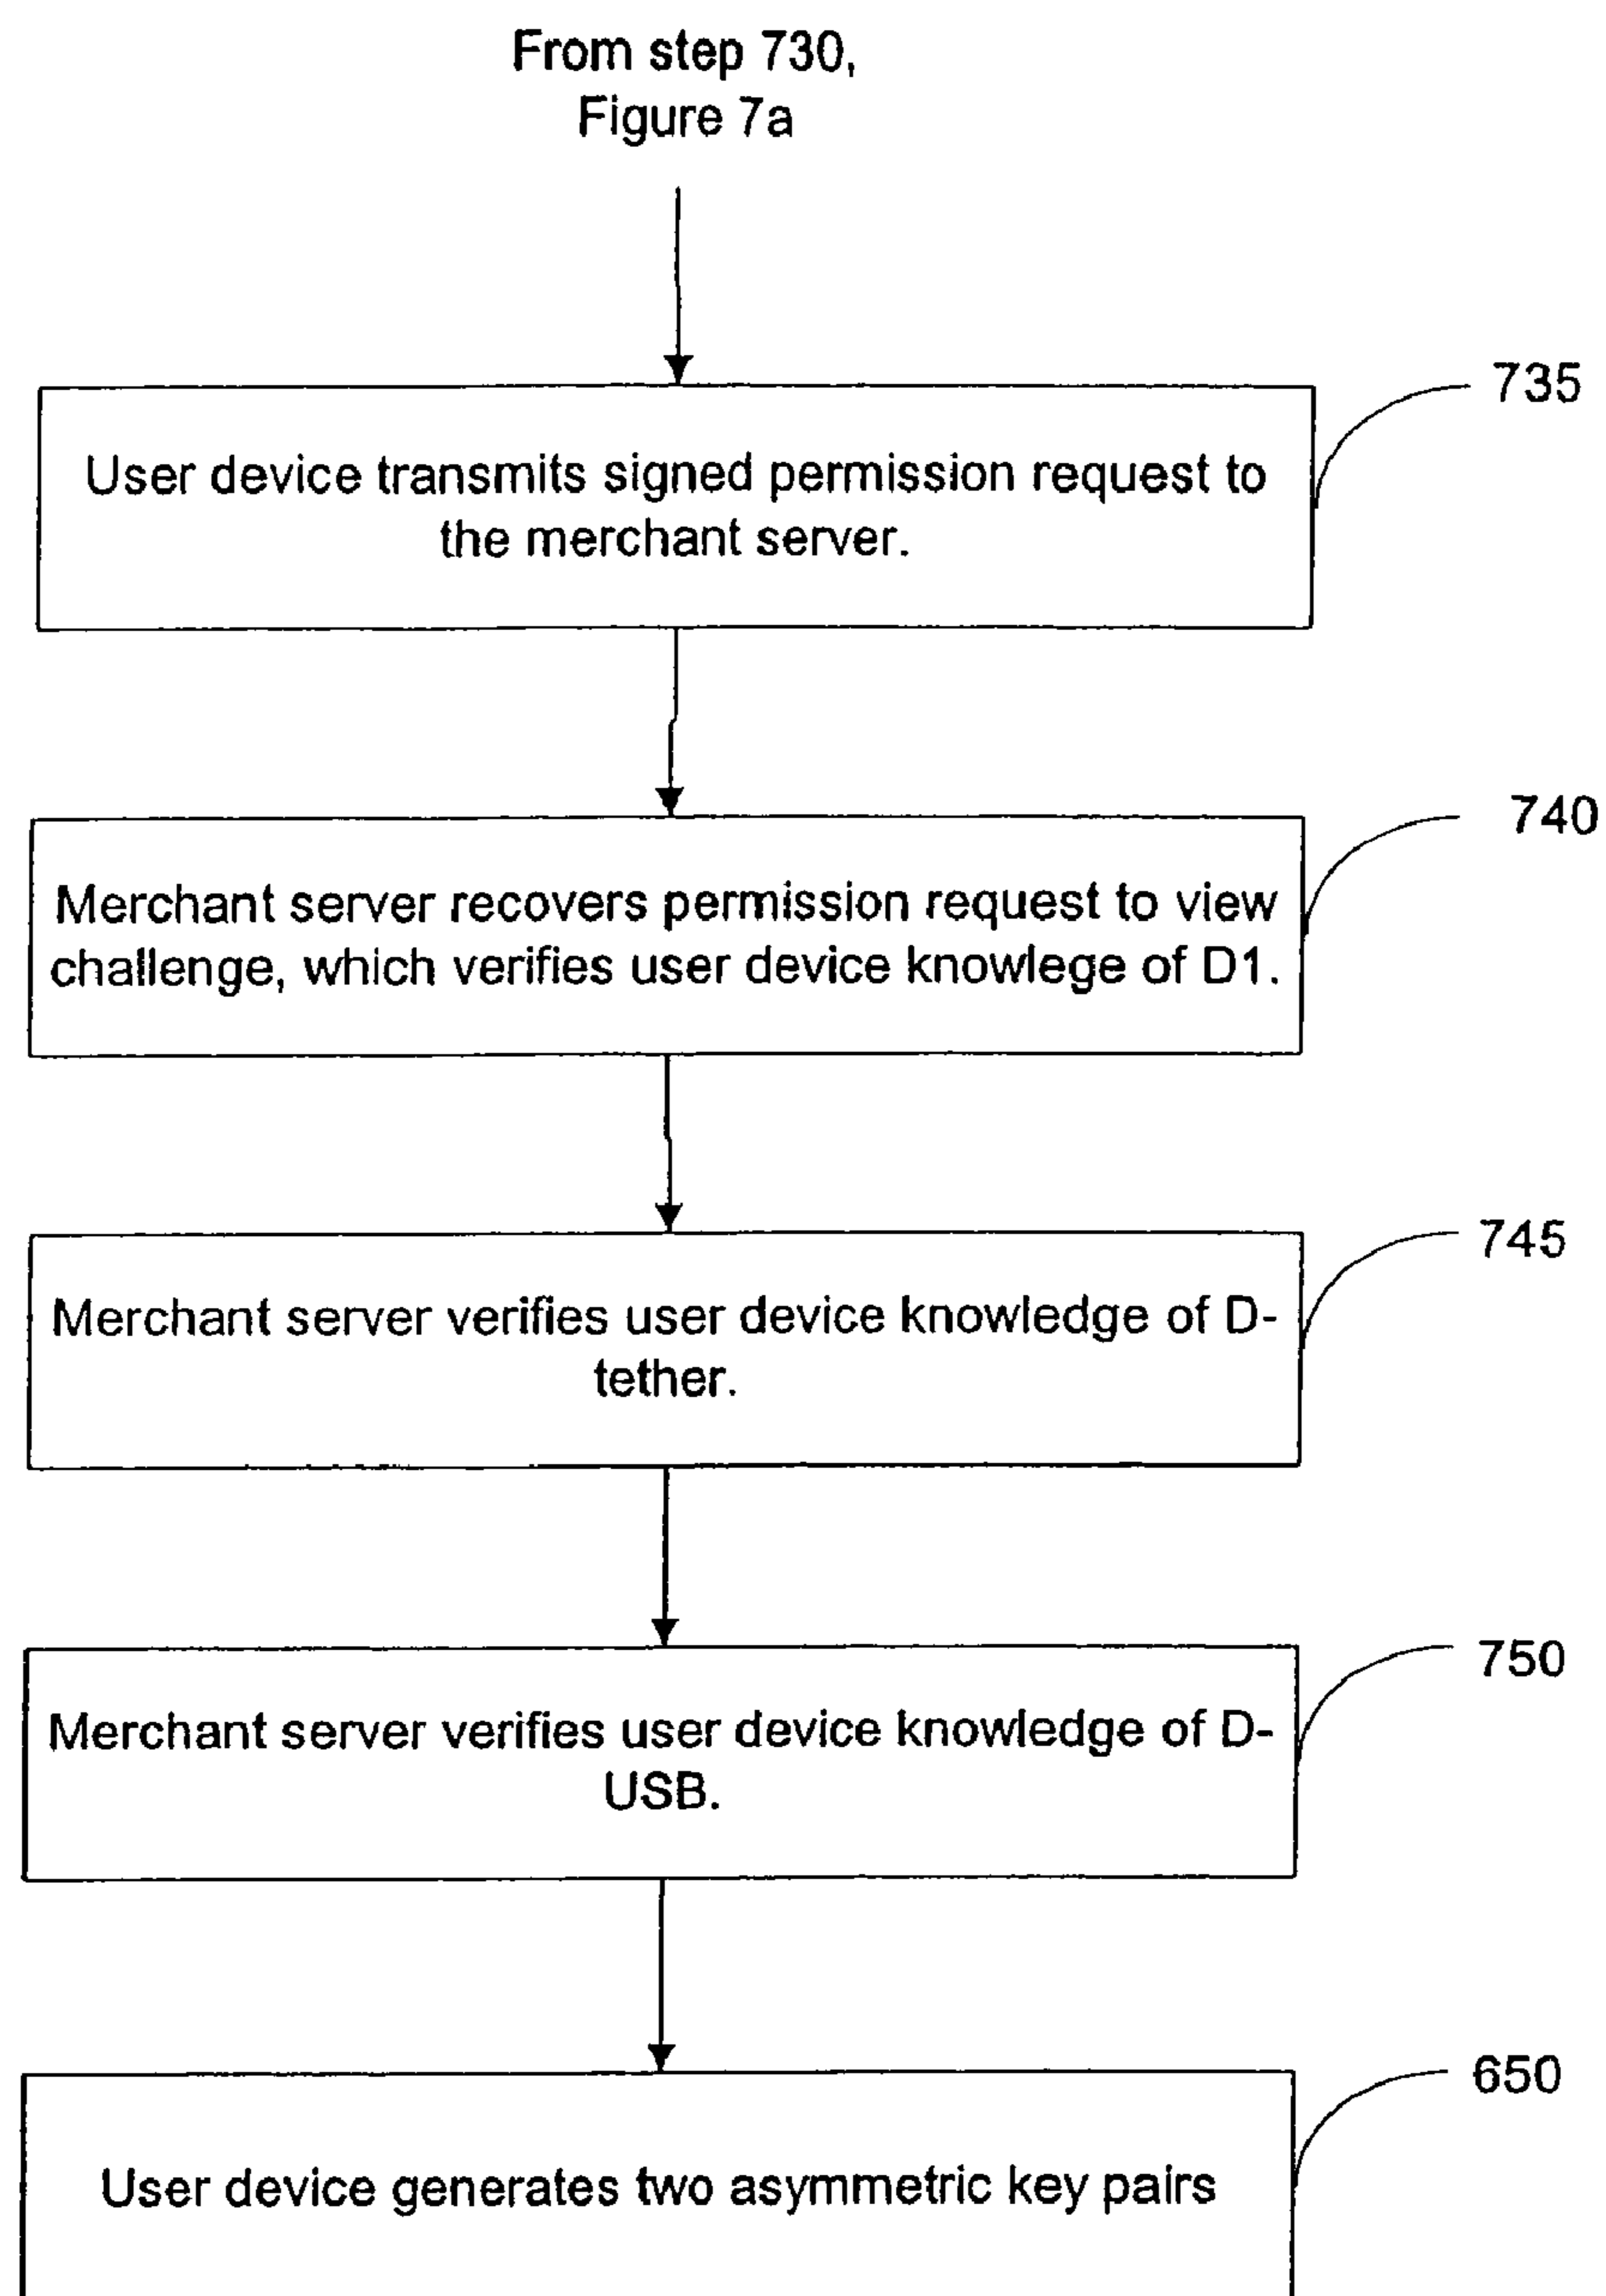 From step 730,
Figure 7a
735
User device transmits signed permission request to
the merchant server.
740
Merchant server recovers permission request to view
challenge, which verifies user device knowlege of D1.
745
Merchant server verifies user device knowledge of D-
tether.
750
Merchant server verifies user device knowledge of D-
USB.
650
User device generates two asymmetric key pairs